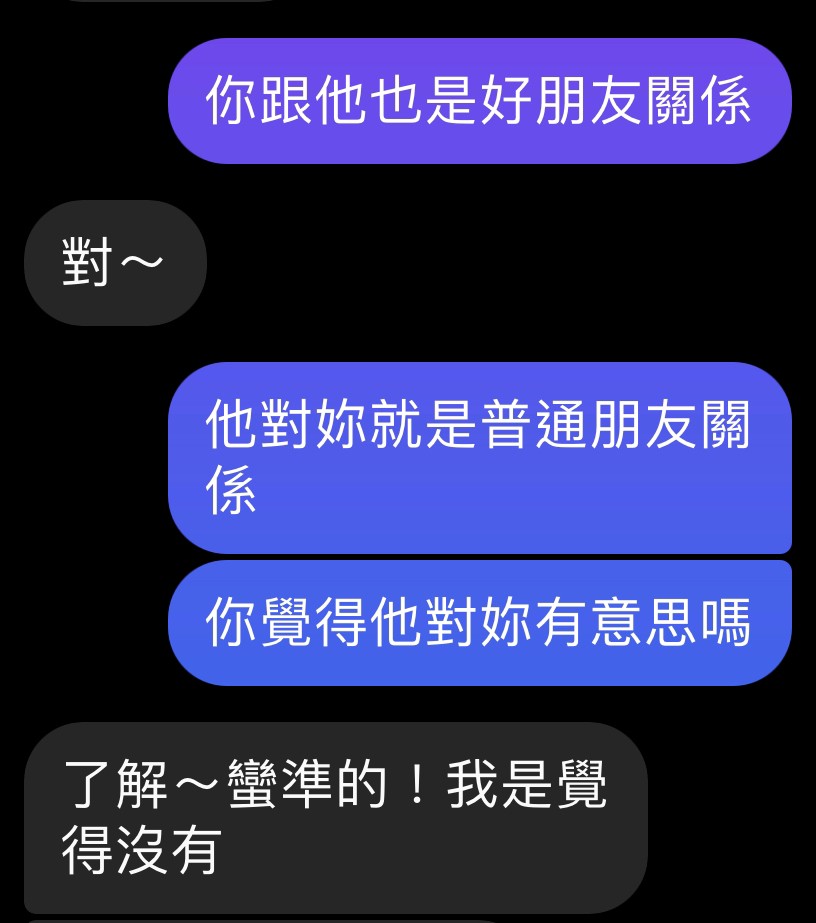 你跟他也是好朋友關係
對～
他對妳就是普通朋友關
係
你覺得他對妳有意思嗎
了解～蠻準的！我是覺
得沒有